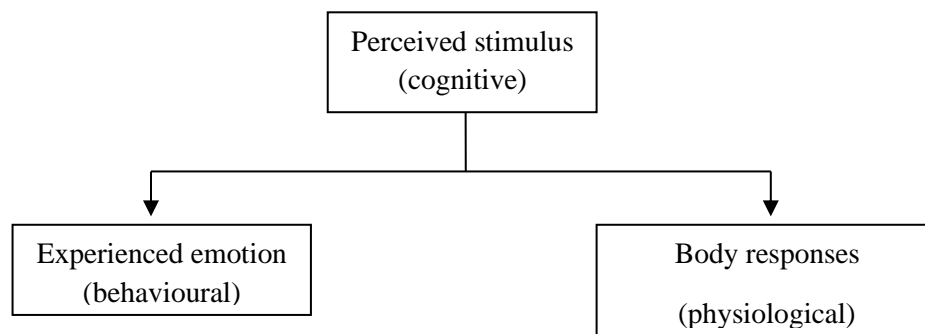 Perceived stimulus
(cognitive)
Experienced emotion
(behavioural)
Body responses
(physiological)